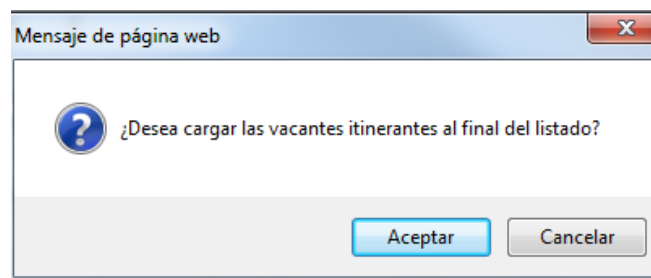 Mensaje de página web
¿Desea cargar las vacantes itinerantes al final del listado?
Aceptar
Cancelar